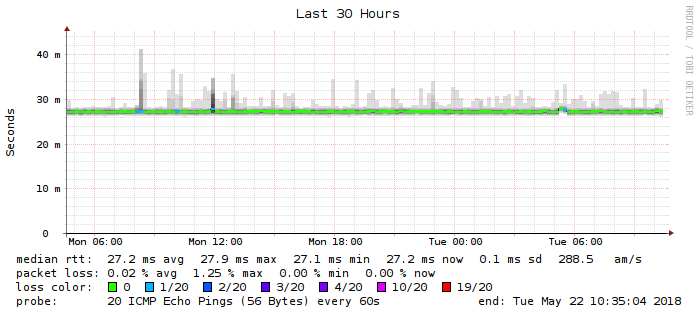 Last 30 Hours
RRDTOOL / TOBI OETIKER
Seconds
40 m
30 m
20 m
10 m
0
Mon 06:00 Mon 12:00 Mon 18:00 Tue 00:00 Tue 06:00
median rtt: 27.2 ms avg 27.9 ms max 27.1 ms min 27.2 ms now 0.1 ms sd 288.5 am/s
packet loss: 0.02 % avg 1.25 % max 0.00 % min 0.00 % now
loss color: 0 1/20 2/20 3/20 4/20 10/20 19/20
probe: 20 ICMP Echo Pings (56 Bytes) every 60s end: Tue May 22 10:35:04 2018